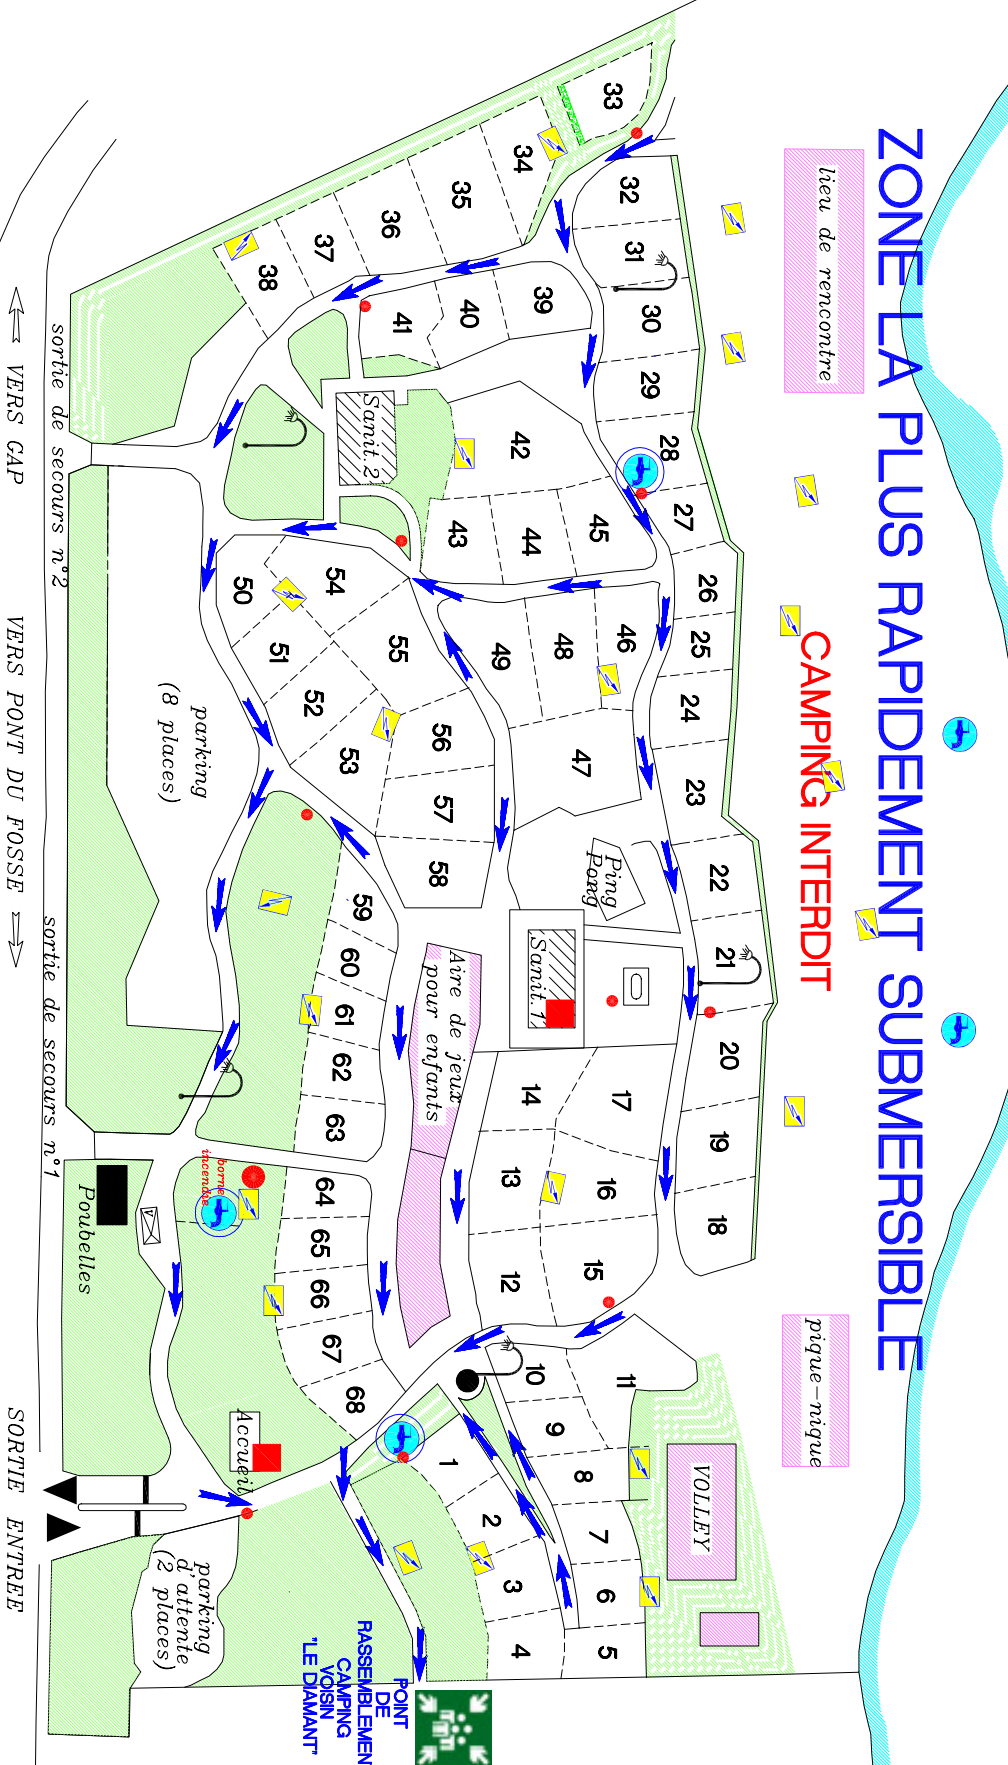 ZONE LA PLUS RAPIDEMENT SUBMERSIBLE
lieu de rencontre
CAMPING INTERDIT
pique-nique
VOLLEY
33
32
31
30
29
28
27
26
25
24
23
22
21
20
19
18
34
35
36
37
38
39
40
41
42
43
44
45
46
47
48
49
50
51
52
53
54
55
56
57
58
59
60
61
62
63
64
65
66
67
68
17
16
15
14
13
12
11
10
9
8
7
6
5
1
2
3
4
Sanit.2
Ping
Pong
Sanit.1
Aire de jeux
pour enfants
parking
(8 places)
borne
incendie
Poubelles
Accueil
parking
d'attente
(2 places)
POINT
DE
RASSEMBLEMEN
CAMPING
VOISIN
"LE DIAMANT"
sortie de secours n°2
sortie de secours n°1
VERS GAP
VERS PONT DU FOSSE
SORTIE
ENTREE